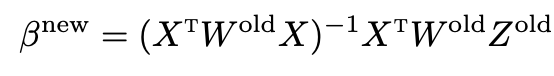 β^new = (X^T W^old X)^−1 X^T W^old Z^old